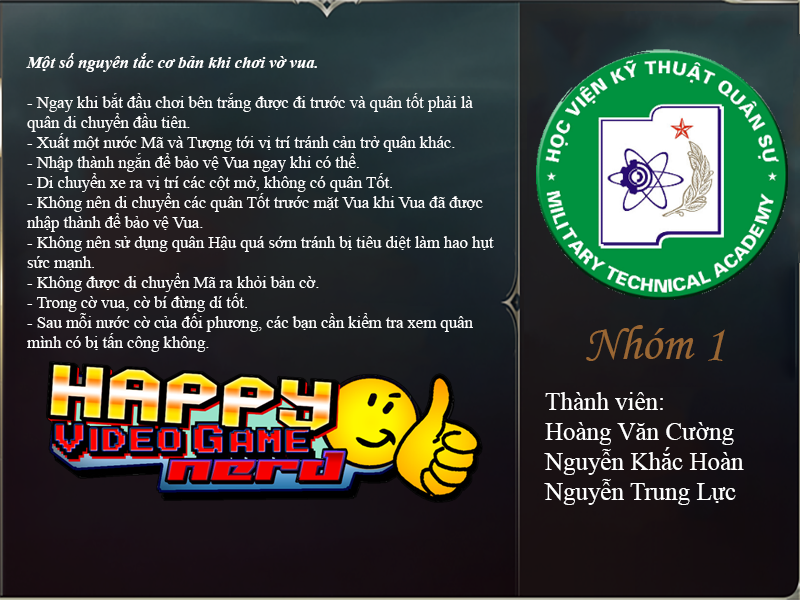 Một số nguyên tắc cơ bản khi chơi vờ vua.
- Ngay khi bắt đầu chơi bên trắng được đi trước và quân tốt phải là
quân di chuyển đầu tiên.
- Xuất một nước Mã và Tượng tới vị trí tránh cản trở quân khác.
- Nhập thành ngắn để bảo vệ Vua ngay khi có thể.
- Di chuyển xe ra vị trí các cột mở, không có quân Tốt.
- Không nên di chuyển các quân Tốt trước mặt Vua khi Vua đã được
nhập thành để bảo vệ Vua.
- Không nên sử dụng quân Hậu quá sớm tránh bị tiêu diệt làm hao hụt
sức mạnh.
- Không được di chuyển Mã ra khỏi bản cờ.
- Trong cờ vua, cờ bí đừng dí tốt.
- Sau mỗi nước cờ của đối phương, các bạn cần kiểm tra xem quân
mình có bị tấn công không.
HAPPY
VIDEO GAME
nerd
HỌC VIỆN KỸ THUẬT QUÂN SỰ
MILITARY TECHNICAL ACADEMY
Nhóm 1
Thành viên:
Hoàng Văn Cường
Nguyễn Khắc Hoàn
Nguyễn Trung Lực